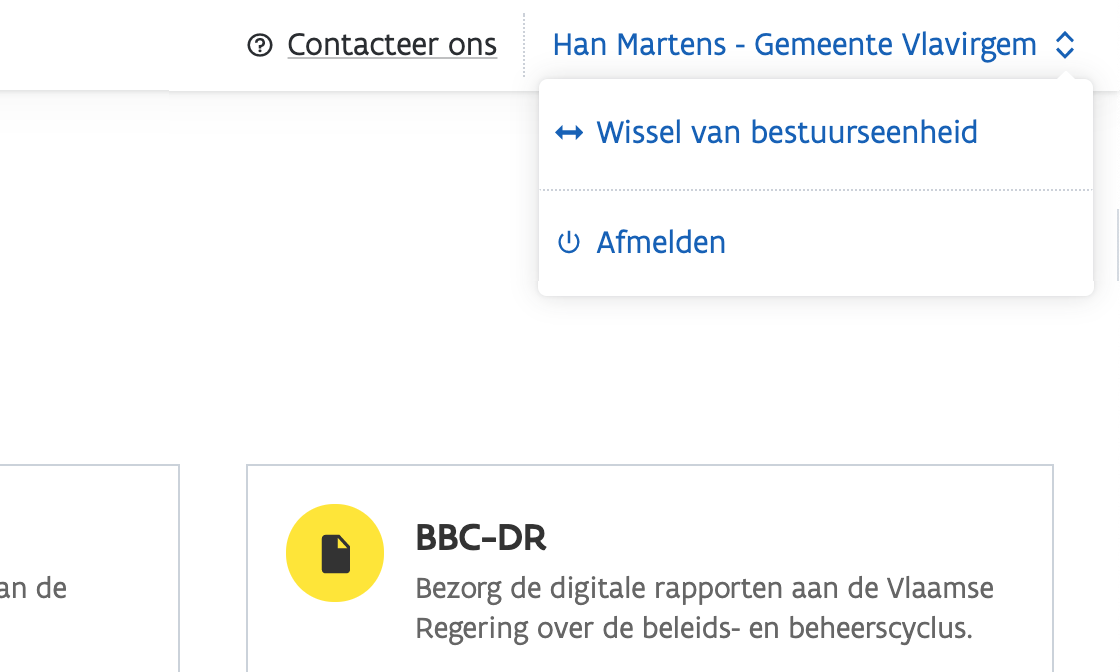 Contacteer ons
Han Martens - Gemeente Vlavirgem
Wissel van bestuurseenheid
Afmelden
an de
BBC-DR
Bezorg de digitale rapporten aan de Vlaamse
Regering over de beleids- en beheerscyclus.